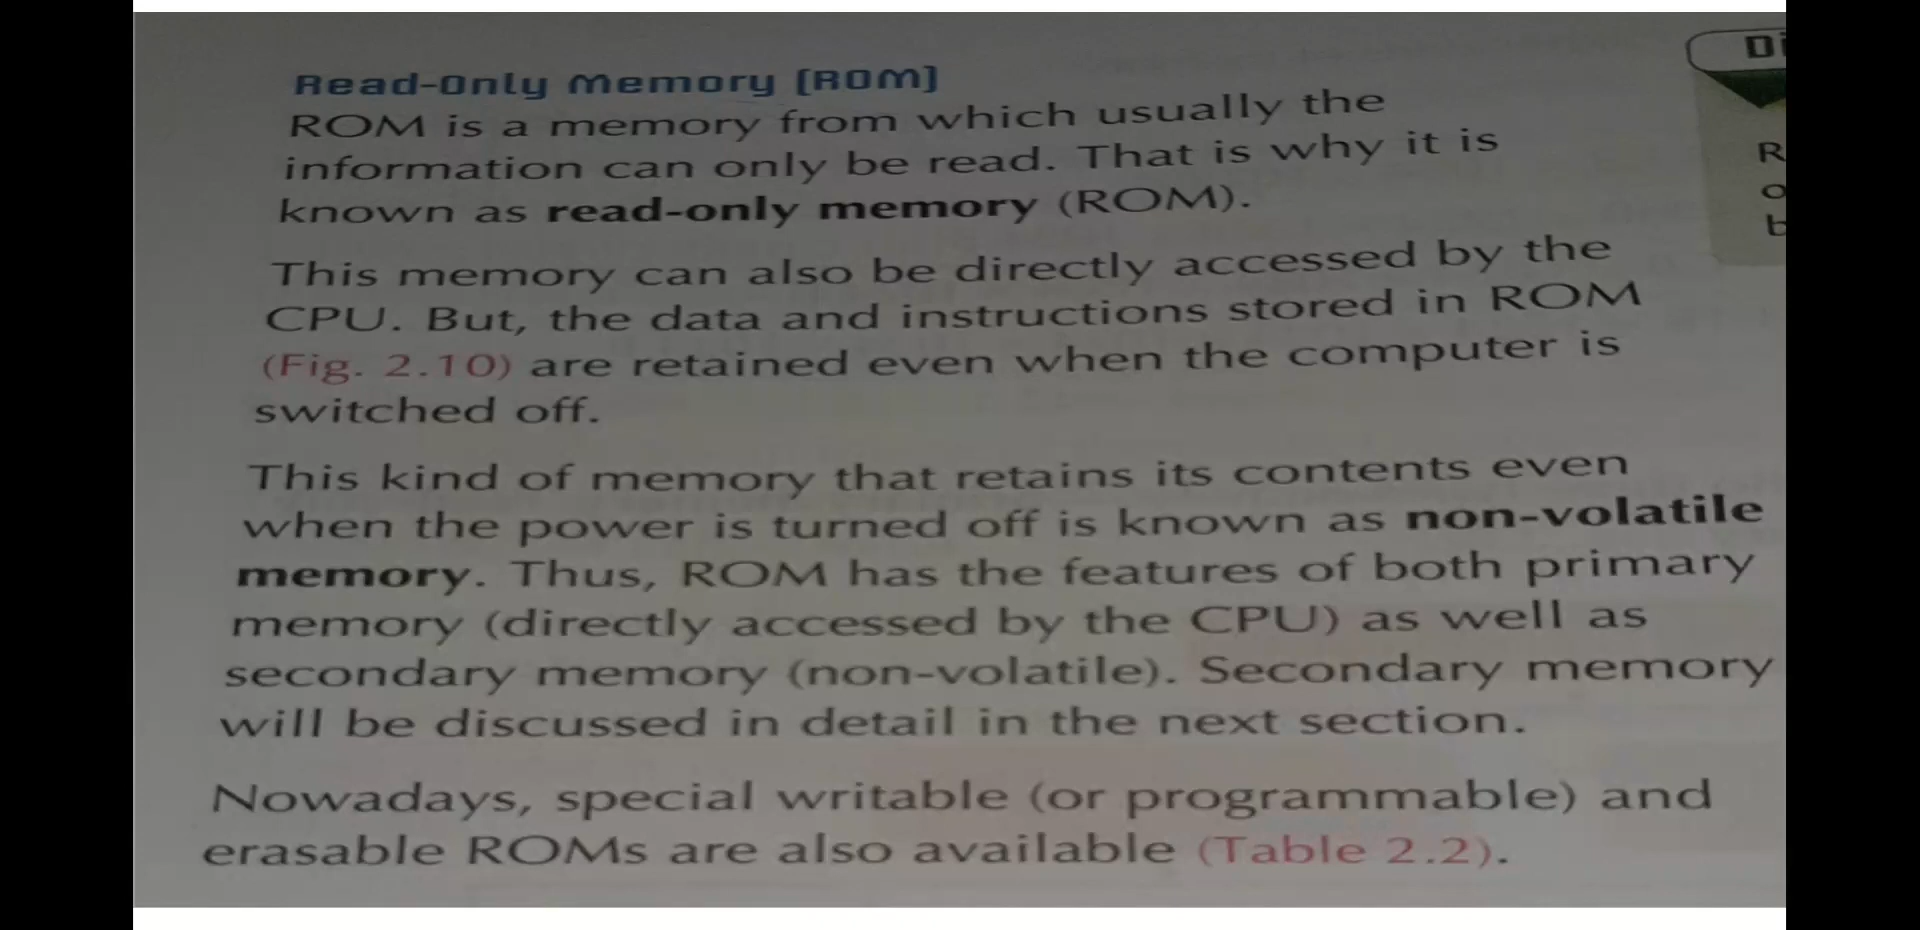 Read-Only Memory [ROM]
ROM is a memory from which usually the
information can only be read. That is why it is
known as read-only memory (ROM).
This memory can also be directly accessed by the
CPU. But, the data and instructions stored in ROM
(Fig. 2.10) are retained even when the computer is
switched off.
This kind of memory that retains its contents even
when the power is turned off is known as non-volatile
memory. Thus, ROM has the features of both primary
memory (directly accessed by the CPU) as well as
secondary memory (non-volatile). Secondary memory
will be discussed in detail in the next section.
Nowadays, special writable (or programmable) and
erasable ROMs are also available (Table 2.2).